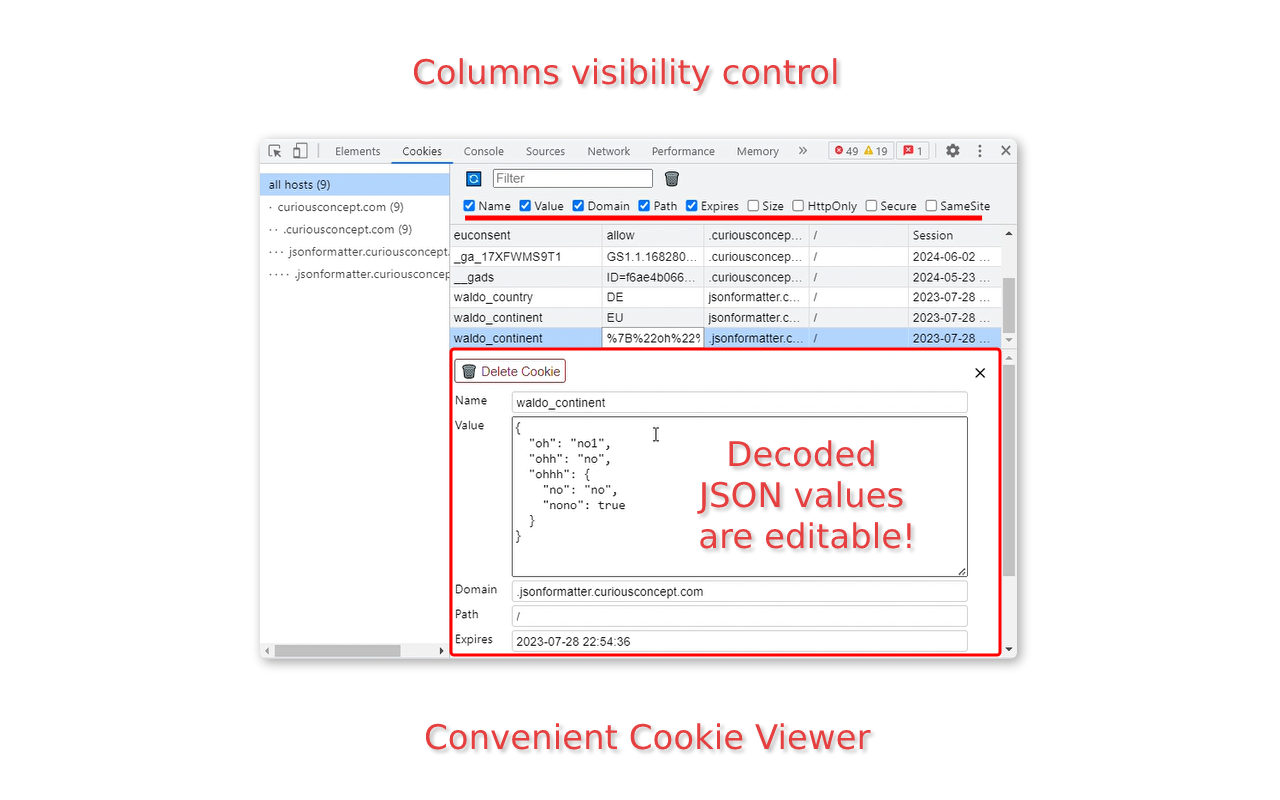 Columns visibility control
Elements Cookies Console Sources Network Performance Memory » 49 19 1
all hosts (9)
· curiousconcept.com (9)
·· .curiousconcept.com (9)
··· jsonformatter.curiousconcept.
···· .jsonformatter.curiousconcep
Filter
Name Value Domain Path Expires Size HttpOnly Secure SameSite
euconsent allow .curiousconcep... / Session
_ga_17XFWMS9T1 GS1.1.168280... .curiousconcep... / 2024-06-02 ...
__gads ID=f6ae4b066... .curiousconcep... / 2024-05-23 ...
waldo_country DE jsonformatter.c... / 2023-07-28 ...
waldo_continent EU jsonformatter.c... / 2023-07-28 ...
waldo_continent %7B%22oh%22% .jsonformatter.c... / 2023-07-28 ...
Delete Cookie
Name waldo_continent
Value
{
"oh": "no1",
"ohh": "no",
"ohhh": {
"no": "no",
"nono": true
}
}
Decoded
JSON values
are editable!
Domain .jsonformatter.curiousconcept.com
Path /
Expires 2023-07-28 22:54:36
Convenient Cookie Viewer